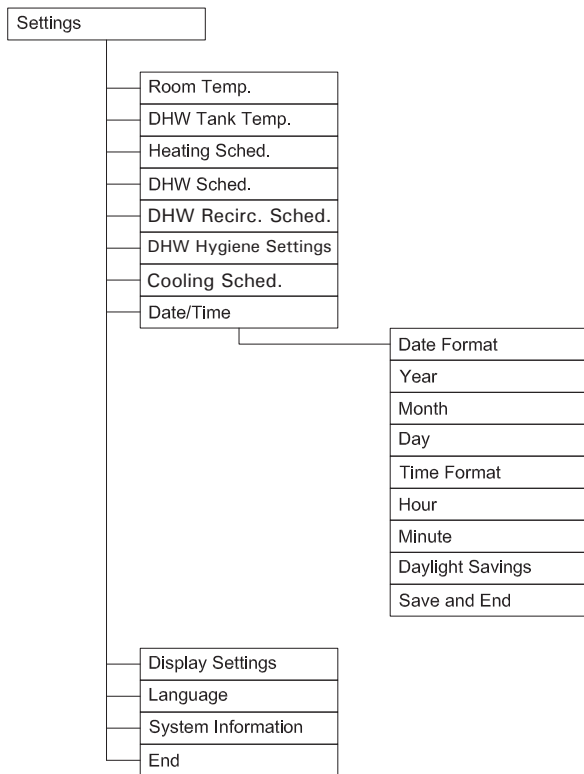 Settings
Room Temp.
DHW Tank Temp.
Heating Sched.
DHW Sched.
DHW Recirc. Sched.
DHW Hygiene Settings
Cooling Sched.
Date/Time
Date Format
Year
Month
Day
Time Format
Hour
Minute
Daylight Savings
Save and End
Display Settings
Language
System Information
End